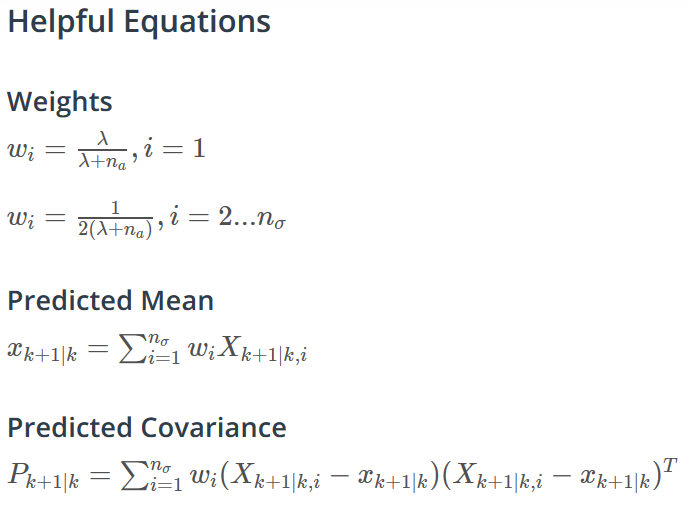 Helpful Equations
Weights
$w_i = \frac{\lambda}{\lambda + n_a}, i = 1$
$w_i = \frac{1}{2(\lambda + n_a)}, i = 2...n_\sigma$
Predicted Mean
$x_{k+1|k} = \sum_{i=1}^{n_\sigma} w_i X_{k+1|k,i}$
Predicted Covariance
$P_{k+1|k} = \sum_{i=1}^{n_\sigma} w_i (X_{k+1|k,i} - x_{k+1|k})(X_{k+1|k,i} - x_{k+1|k})^T$